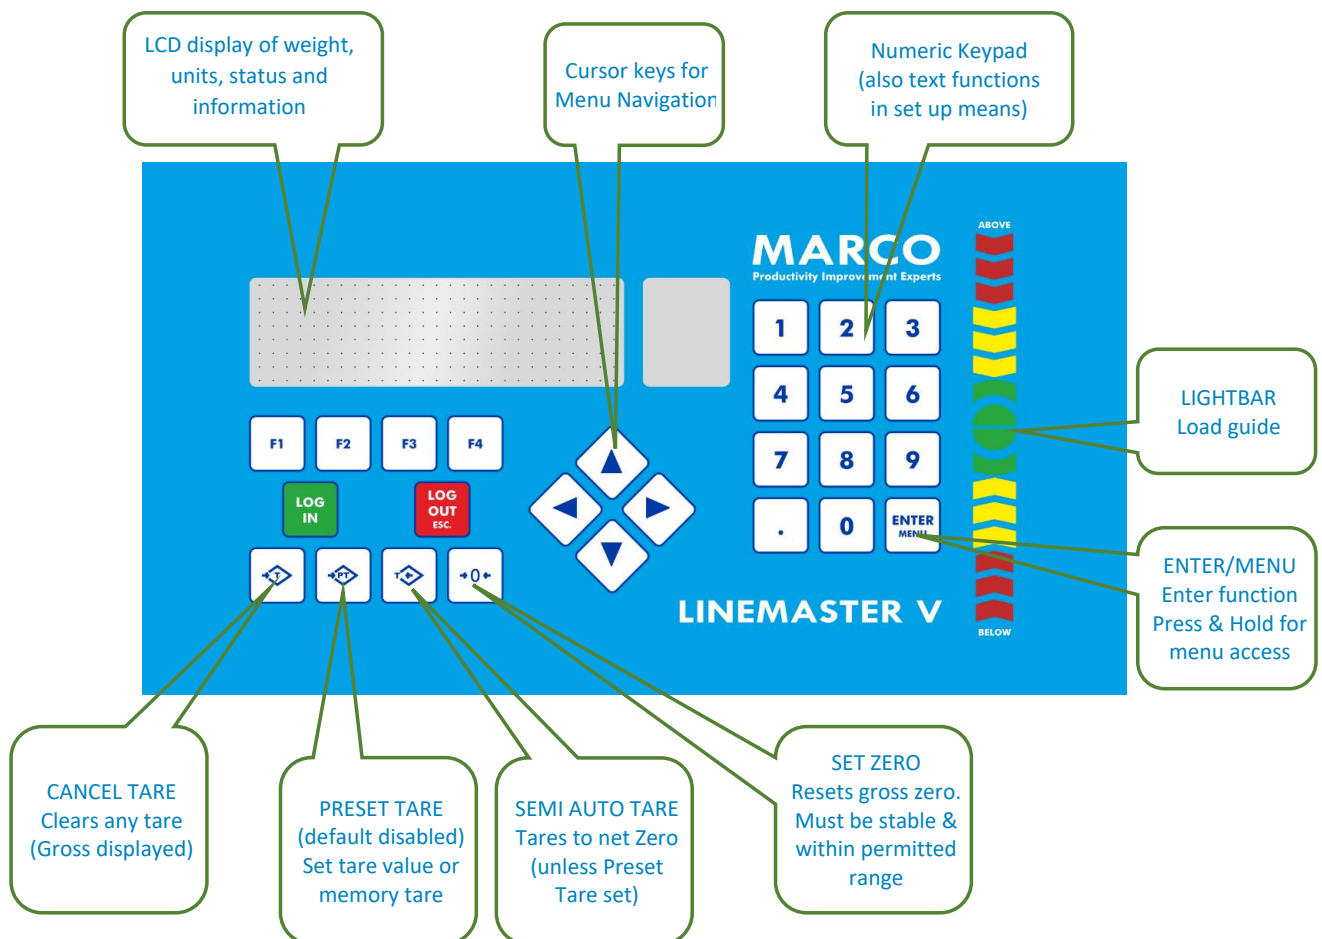 LCD display of weight,
units, status and
information
Cursor keys for
Menu Navigation
Numeric Keypad
(also text functions
in set up means)
MARCO
Productivity Improvement Experts
ABOVE
1
2
3
4
5
6
7
8
9
.
0
ENTER
MENU
F1
F2
F3
F4
LOG
IN
LOG
OUT
ESC.
T
PT
T
0
LINEMASTER V
BELOW
LIGHTBAR
Load guide
ENTER/MENU
Enter function
Press & Hold for
menu access
CANCEL TARE
Clears any tare
(Gross displayed)
PRESET TARE
(default disabled)
Set tare value or
memory tare
SEMI AUTO TARE
Tares to net Zero
(unless Preset
Tare set)
SET ZERO
Resets gross zero.
Must be stable &
within permitted
range